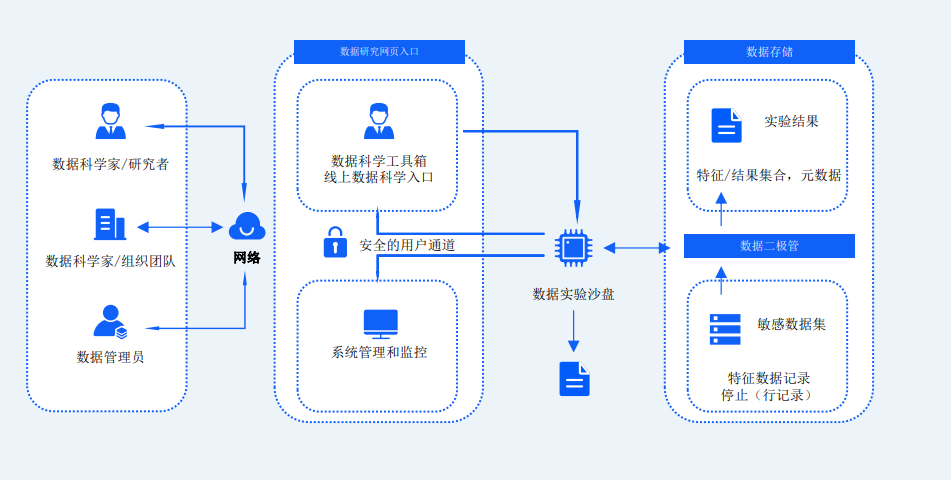 数据研究网页入口
数据存储
数据科学家/研究者
数据科学家/组织团队
数据管理员
网络
数据科学工具箱
线上数据科学入口
安全的用户通道
系统管理和监控
数据实验沙盘
实验结果
特征/结果集合，元数据
数据二极管
敏感数据集
特征数据记录
停止（行记录）